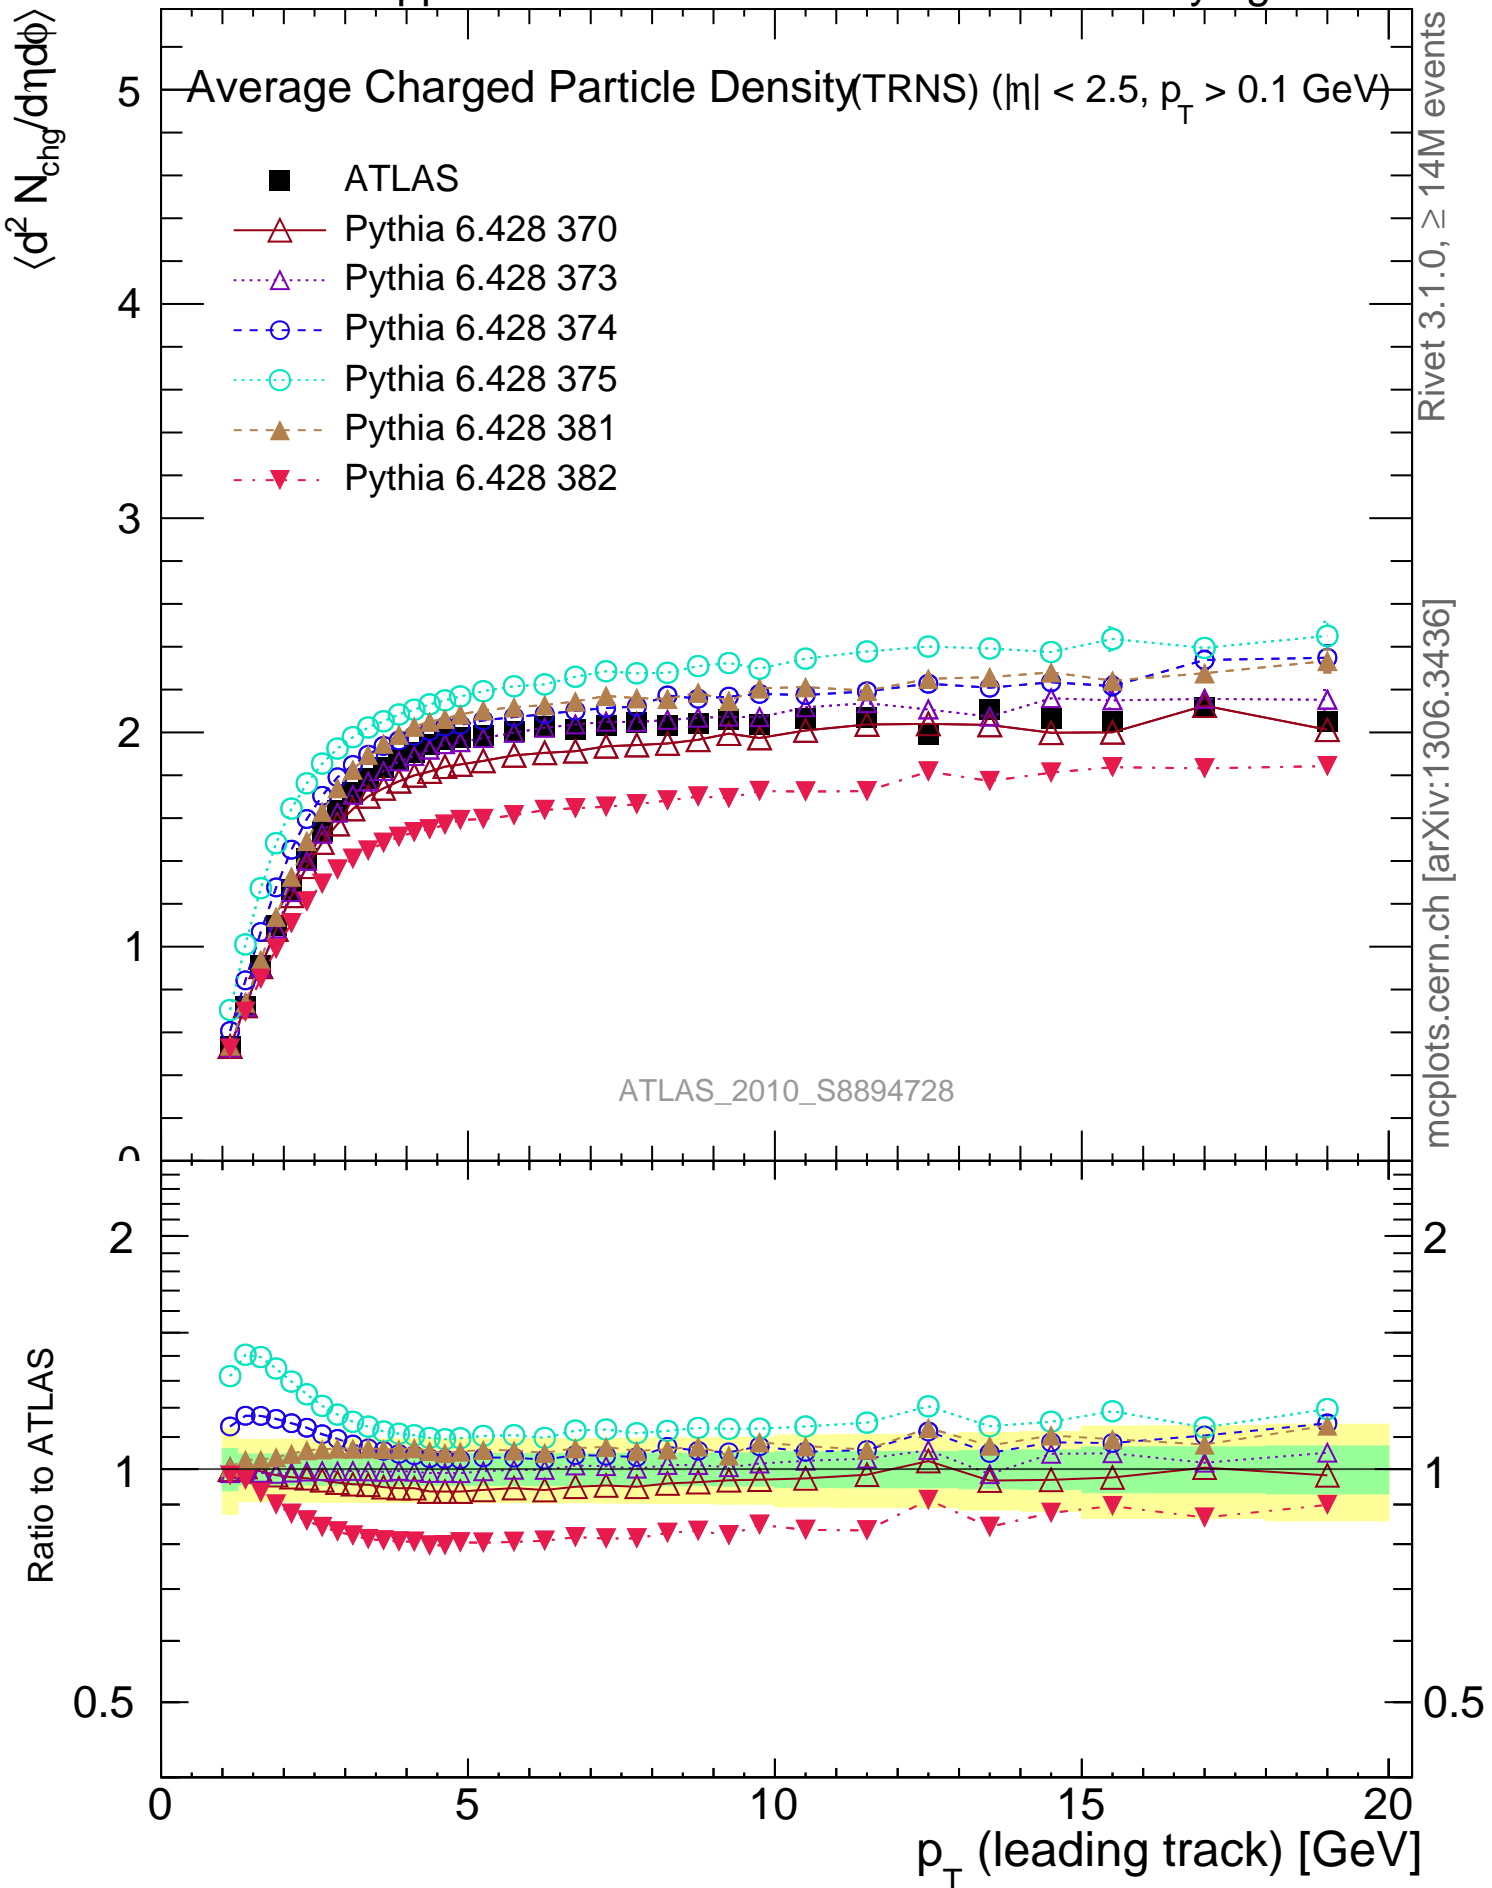 ⟨d² N_chg/dηdϕ⟩
Average Charged Particle Density(TRNS) (|η| < 2.5, p_T > 0.1 GeV)
ATLAS
Pythia 6.428 370
Pythia 6.428 373
Pythia 6.428 374
Pythia 6.428 375
Pythia 6.428 381
Pythia 6.428 382
5
4
3
2
1
0
ATLAS_2010_S8894728
Rivet 3.1.0, ≥ 14M events
mcplots.cern.ch [arXiv:1306.3436]
Ratio to ATLAS
2
1
0.5
2
1
0.5
0
5
10
15
20
p_T (leading track) [GeV]